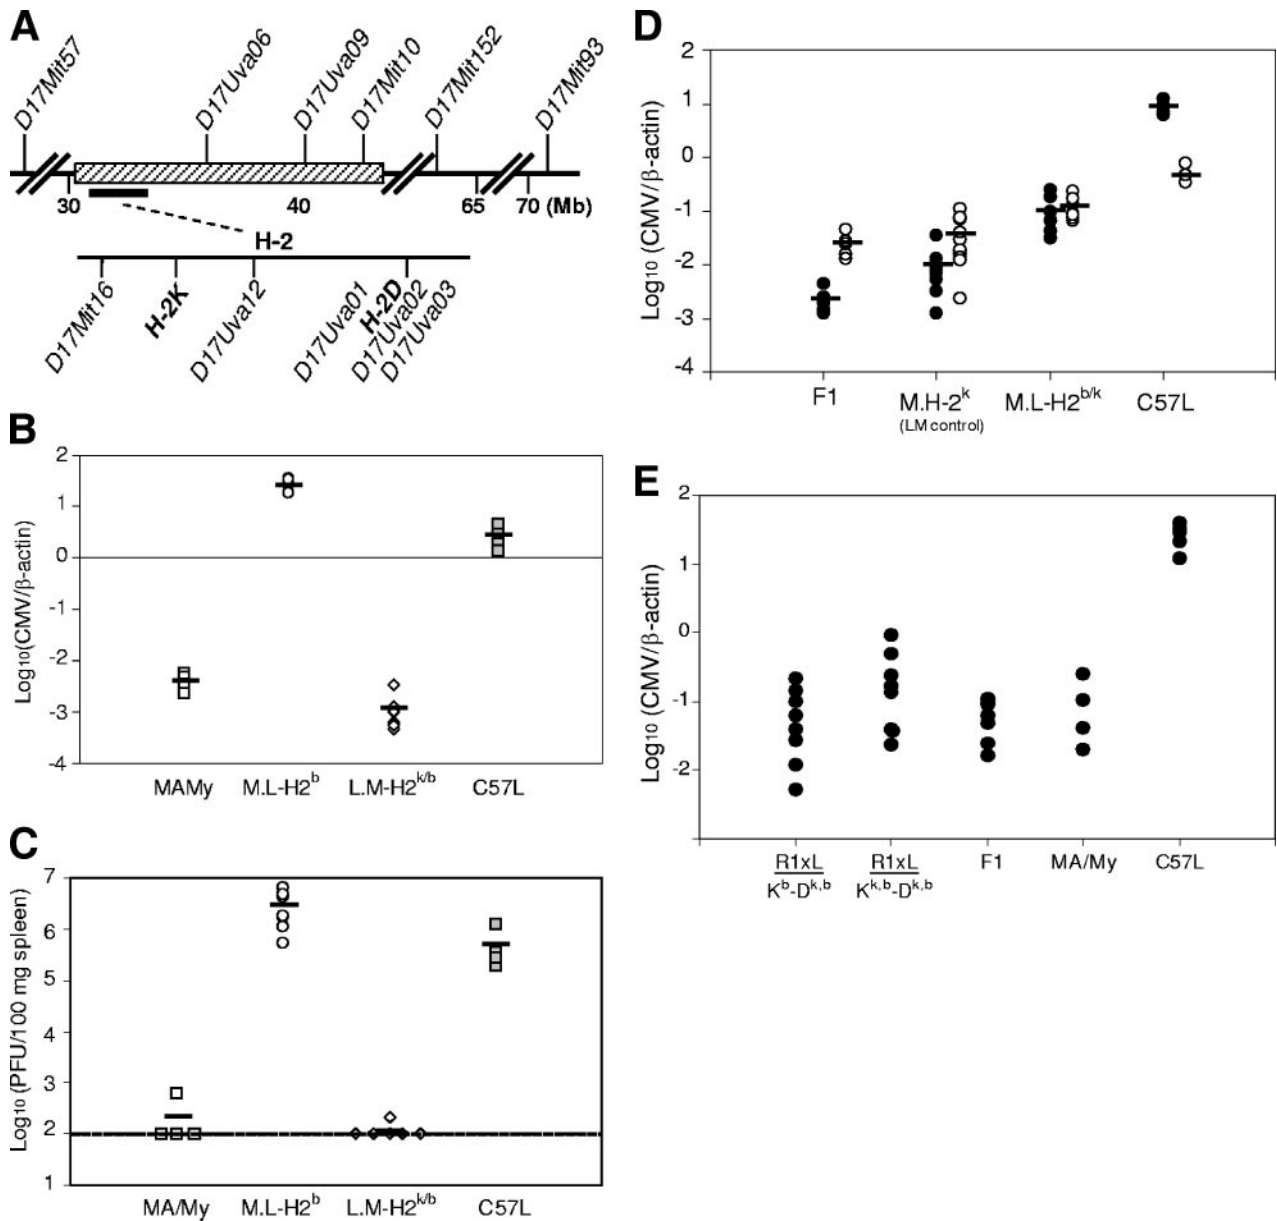 A
D17Mit57
D17Uva06
D17Uva09
D17Mit10
D17Mit152
D17Mit93
30
40
65
70 (Mb)
H-2
D17Mit16
H-2K
D17Uva12
D17Uva01
H-2D
D17Uva02
D17Uva03
B
Log10(CMV/β-actin)
2
1
0
-1
-2
-3
-4
MAMy
M.L-H2b
L.M-H2k/b
C57L
C
Log10 (PFU/100 mg spleen)
7
6
5
4
3
2
1
MA/My
M.L-H2b
L.M-H2k/b
C57L
D
Log10 (CMV/β-actin)
2
1
0
-1
-2
-3
-4
F1
M.H-2k
(LM control)
M.L-H2b/k
C57L
E
Log10 (CMV/β-actin)
2
1
0
-1
-2
R1xL
Kb-Dk,b
R1xL
Kk,b-Dk,b
F1
MA/My
C57L